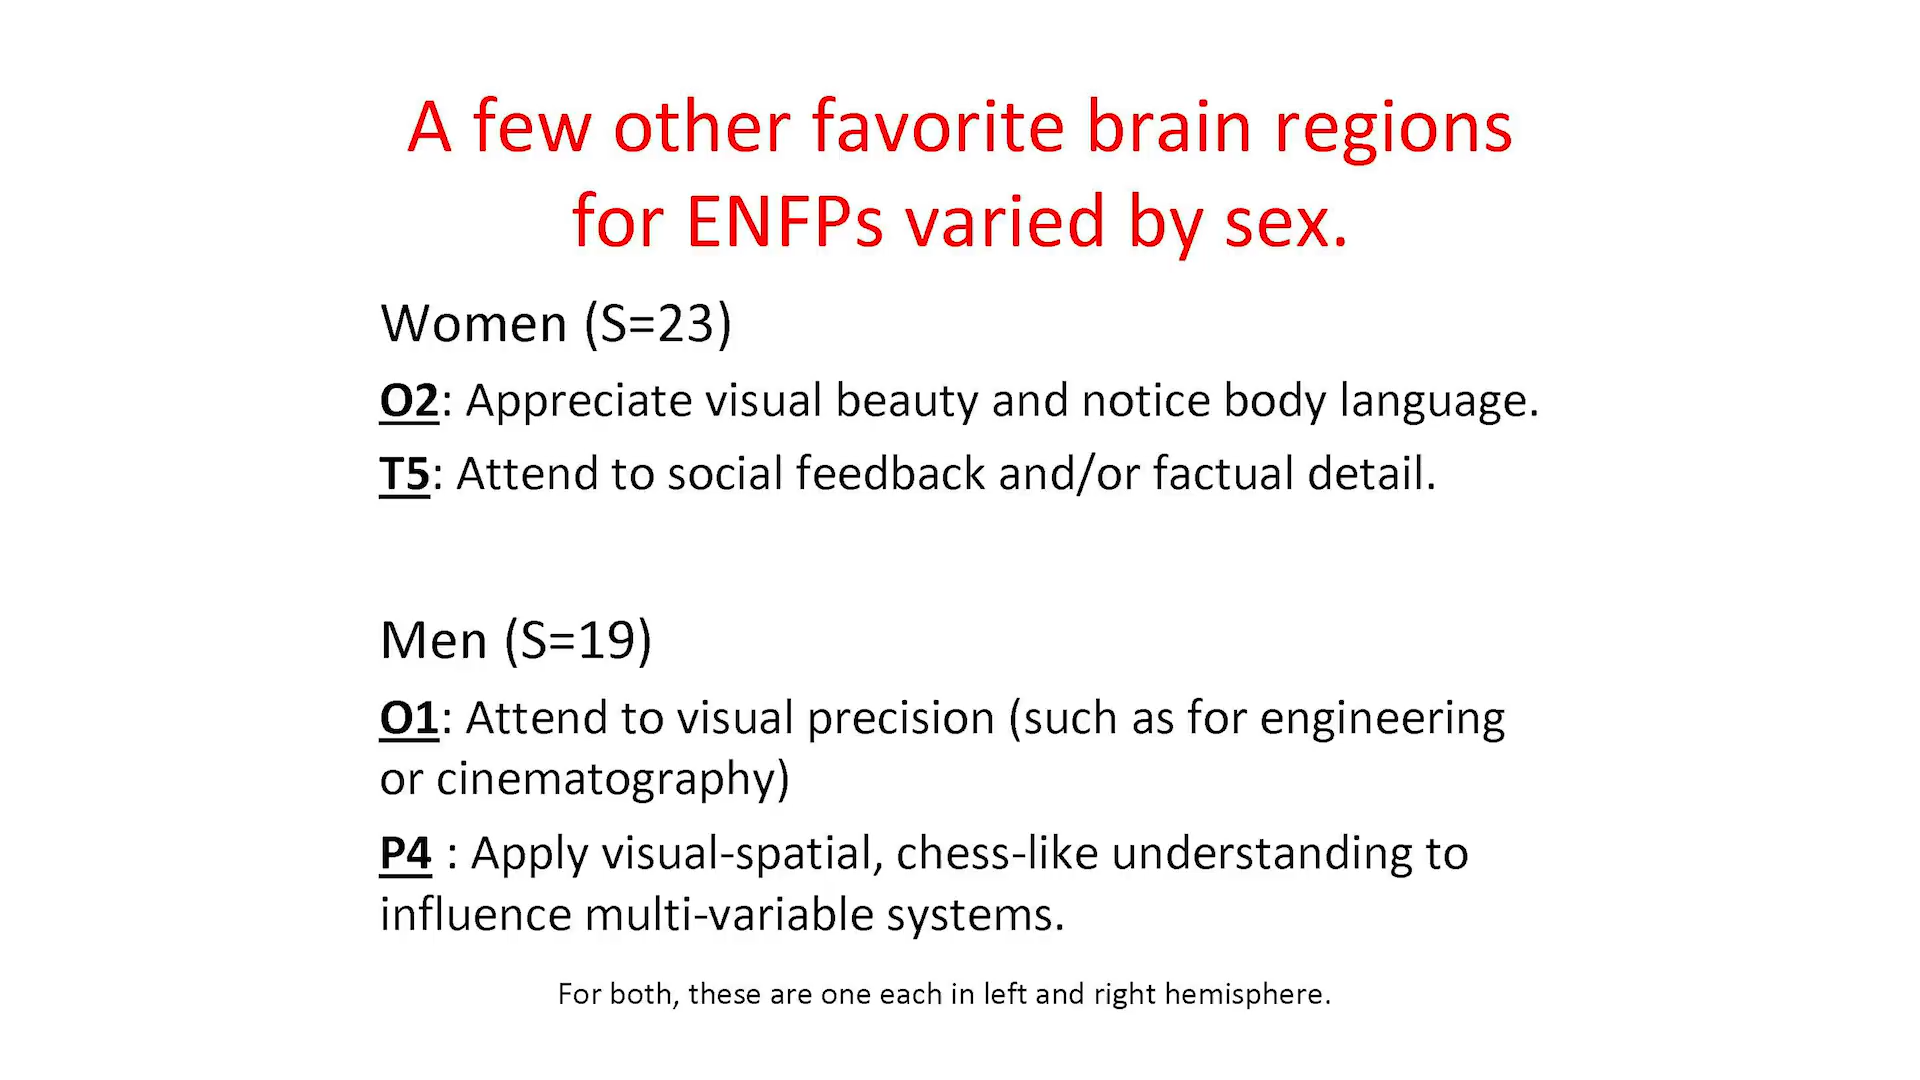 A few other favorite brain regions
for ENFPs varied by sex.
Women (S=23)
O2: Appreciate visual beauty and notice body language.
T5: Attend to social feedback and/or factual detail.
Men (S=19)
O1: Attend to visual precision (such as for engineering
or cinematography)
P4 : Apply visual-spatial, chess-like understanding to
influence multi-variable systems.
For both, these are one each in left and right hemisphere.